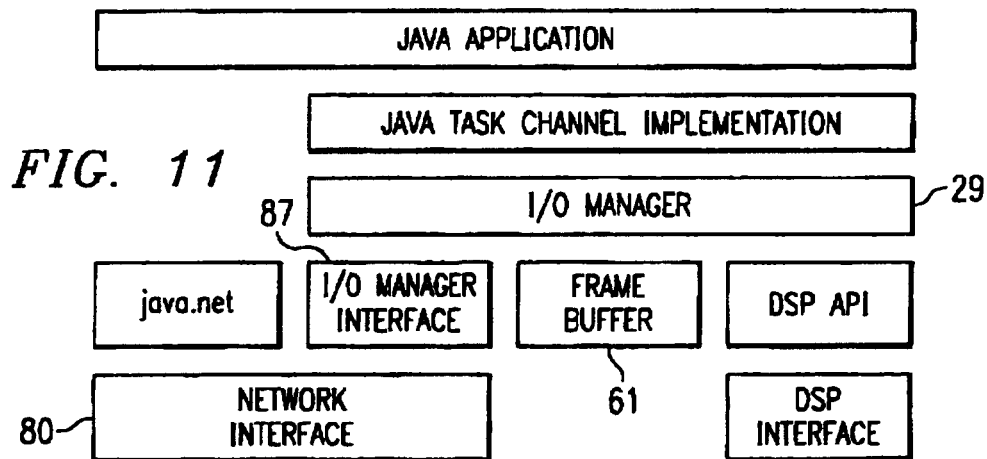 JAVA APPLICATION
JAVA TASK CHANNEL IMPLEMENTATION
FIG. 11
I/O MANAGER
29
87
java.net
I/O MANAGER
INTERFACE
FRAME
BUFFER
DSP API
61
80
NETWORK
INTERFACE
DSP
INTERFACE